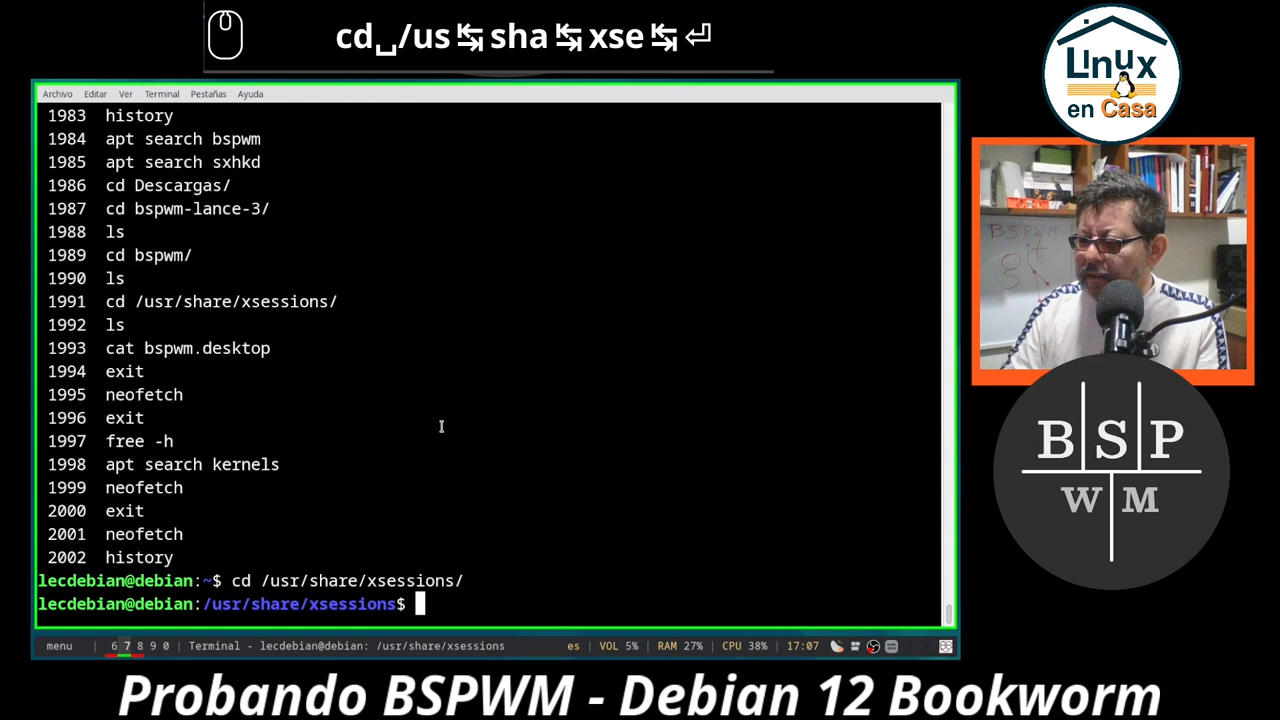 cd␣/us↹sha↹xse↹⏎
Linux
en Casa
Archivo Editar Ver Terminal Pestañas Ayuda
1983 history
1984 apt search bspwm
1985 apt search sxhkd
1986 cd Descargas/
1987 cd bspwm-lance-3/
1988 ls
1989 cd bspwm/
1990 ls
1991 cd /usr/share/xsessions/
1992 ls
1993 cat bspwm.desktop
1994 exit
1995 neofetch
1996 exit
1997 free -h
1998 apt search kernels
1999 neofetch
2000 exit
2001 neofetch
2002 history
lecdebian@debian:~$ cd /usr/share/xsessions/
lecdebian@debian:/usr/share/xsessions$
menu | 6 7 8 9 0 | Terminal - lecdebian@debian: /usr/share/xsessions es | VOL 5% | RAM 27% | CPU 38% | 17:07
BSPWM
B S P
W M
Probando BSPWM - Debian 12 Bookworm